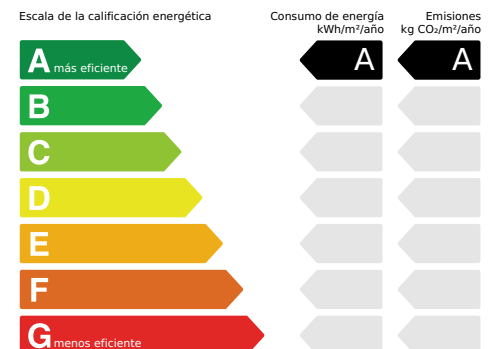 Escala de la calificación energética
Consumo de energía
kWh/m²/año
Emisiones
kg CO₂/m²/año
A más eficiente
A
A
B
C
D
E
F
G menos eficiente